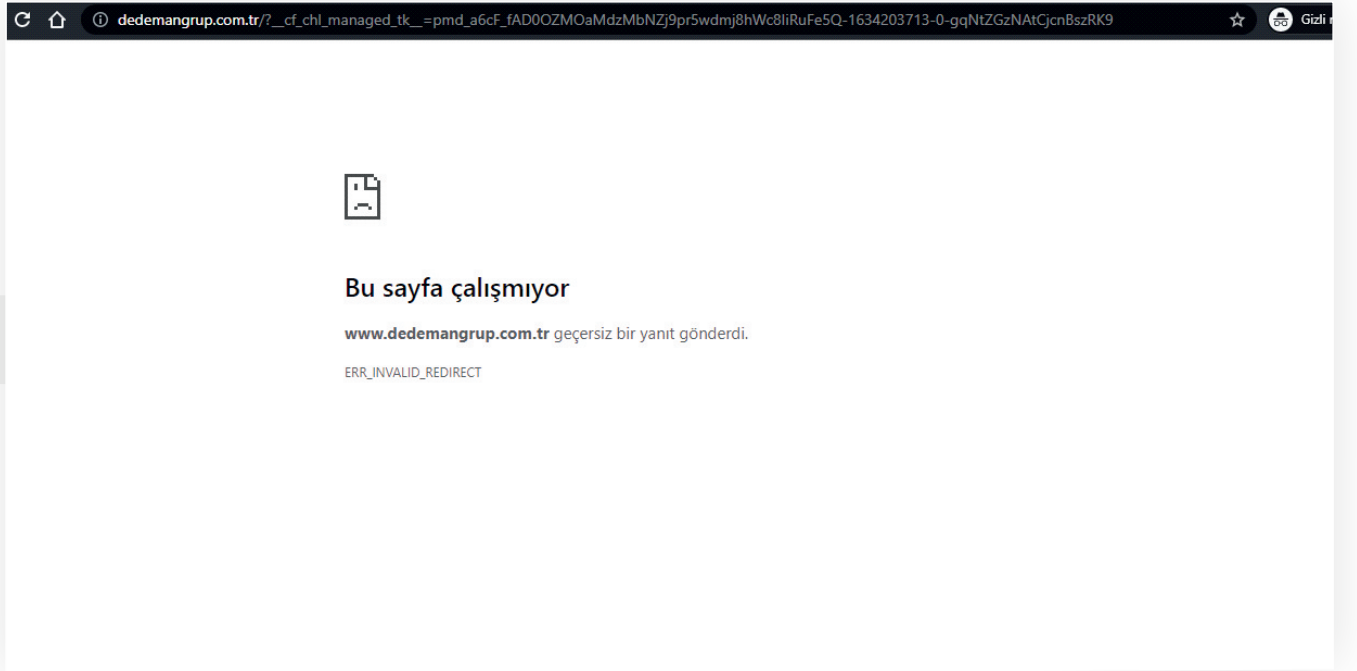 dedemangrup.com.tr/?__cf_chl_managed_tk__=pmd_a6cF_fAD0OZMOaMdzMbNZj9pr5wdmj8hWc8liRuFe5Q-1634203713-0-gqNtZGzNAtCjcnBszRK9
Gizli
Bu sayfa çalışmıyor
www.dedemangrup.com.tr geçersiz bir yanıt gönderdi.
ERR_INVALID_REDIRECT